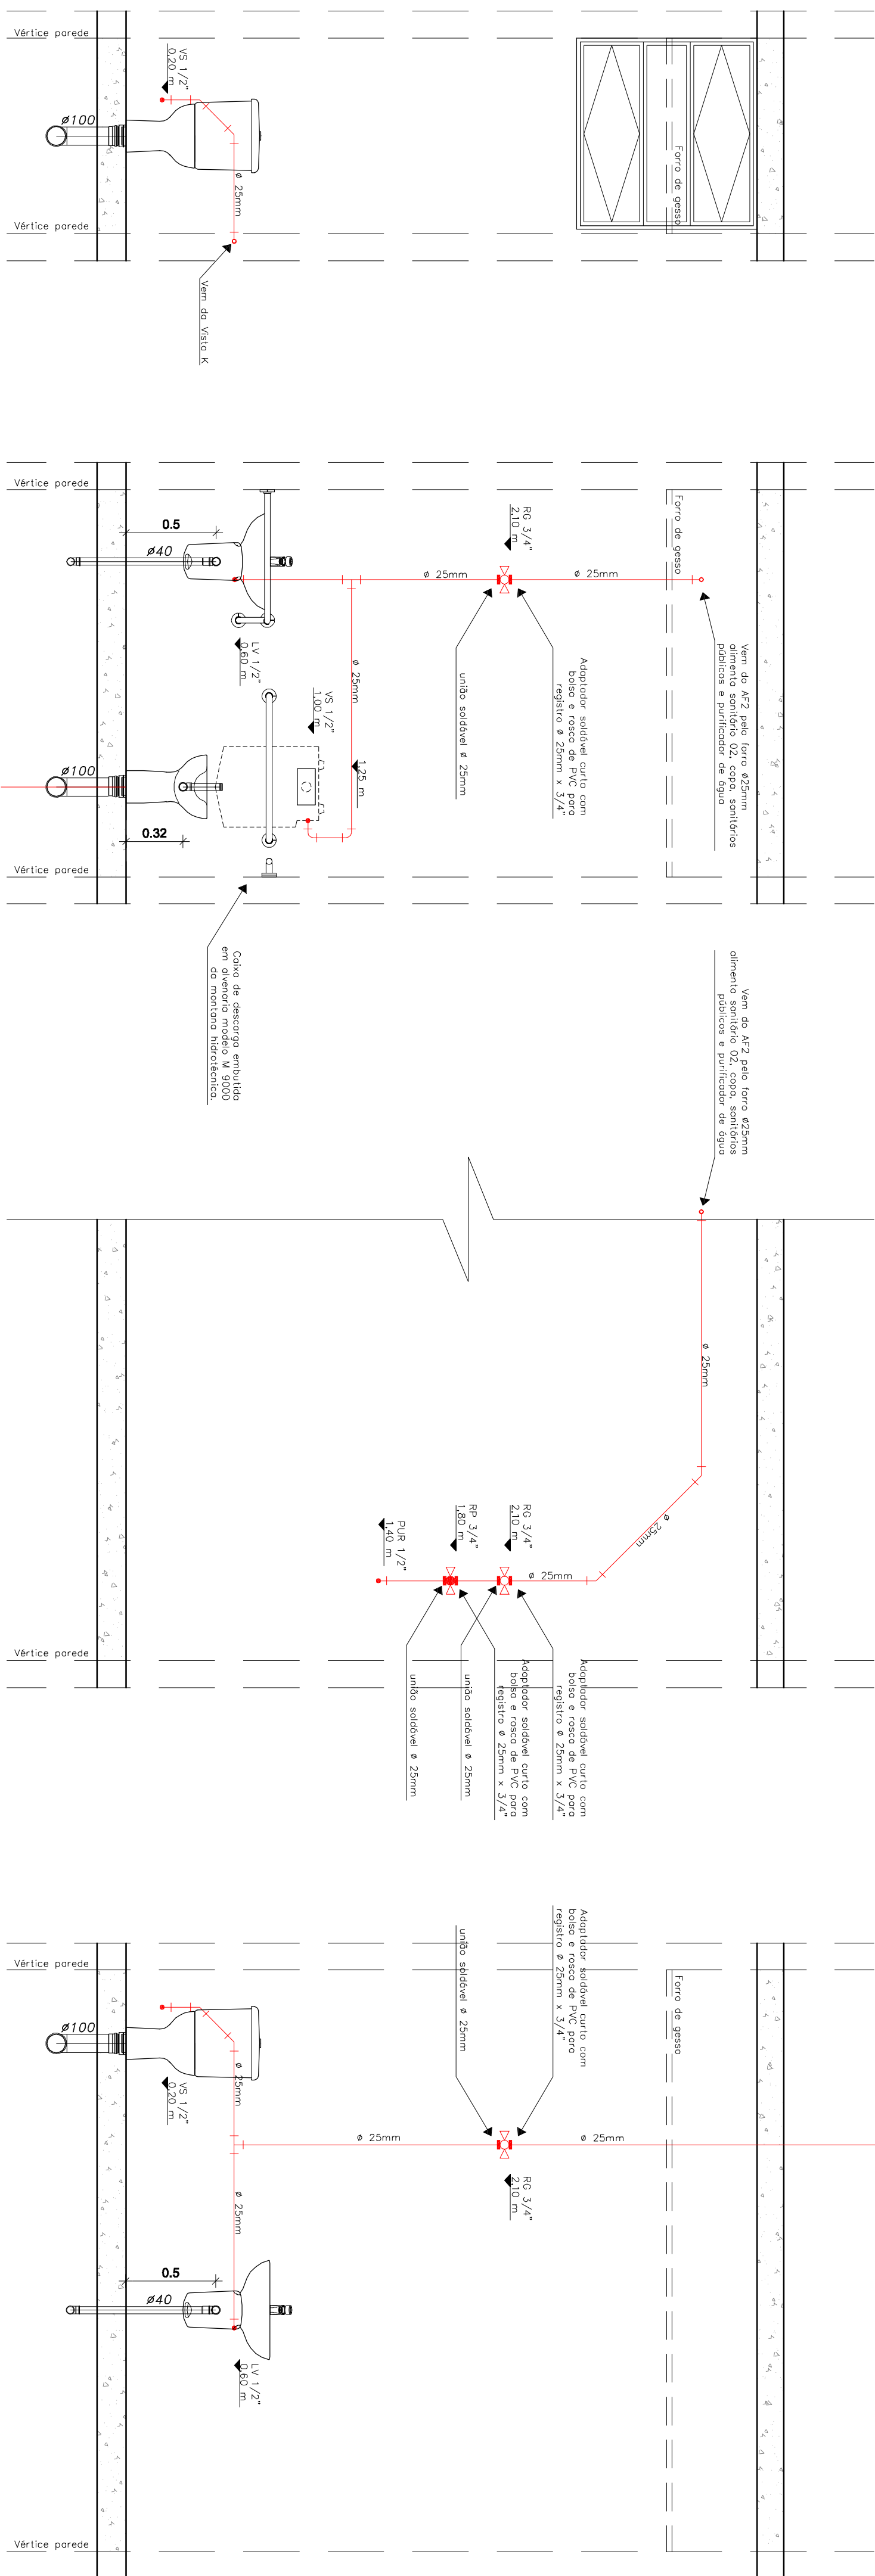 Vértice parede
VS 1/2"
0,20 m
ø100
ø 25mm
Vértice parede
Vem da Vista K
Forro de gesso
Vértice parede
0.5
ø40
LV 1/2"
0,60 m
RG 3/4"
2,10 m
ø 25mm
ø 25mm
Forro de gesso
Vem do AF2 pelo forro ø25mm
alimenta sanitário 02, copa, sanitários
públicos e purificador de água
Adaptador soldável curto com
bolsa e rosca de PVC para
registro ø 25mm x 3/4"
união soldável ø 25mm
ø 25mm
VS 1/2"
1,00 m
1,25 m
ø100
0.32
Vértice parede
Caixa de descarga embutida
em alvenaria modelo M 9000
da montana hidrotécnica.
Vem do AF2 pelo forro ø25mm
alimenta sanitário 02, copa, sanitários
públicos e purificador de água
ø 25mm
ø 25mm
ø 25mm
RG 3/4"
2,10 m
RP 3/4"
1,80 m
PUR 1/2"
1,40 m
Vértice parede
Adaptador soldável curto com
bolsa e rosca de PVC para
registro ø 25mm x 3/4"
Adaptador soldável curto com
bolsa e rosca de PVC para
registro ø 25mm x 3/4"
união soldável ø 25mm
união soldável ø 25mm
Adaptador soldável curto com
bolsa e rosca de PVC para
registro ø 25mm x 3/4"
união soldável ø 25mm
Vértice parede
Forro de gesso
ø100
VS 1/2"
0,20 m
ø 25mm
ø 25mm
ø 25mm
RG 3/4"
2,10 m
ø 25mm
0.5
ø40
LV 1/2"
0,60 m
Vértice parede